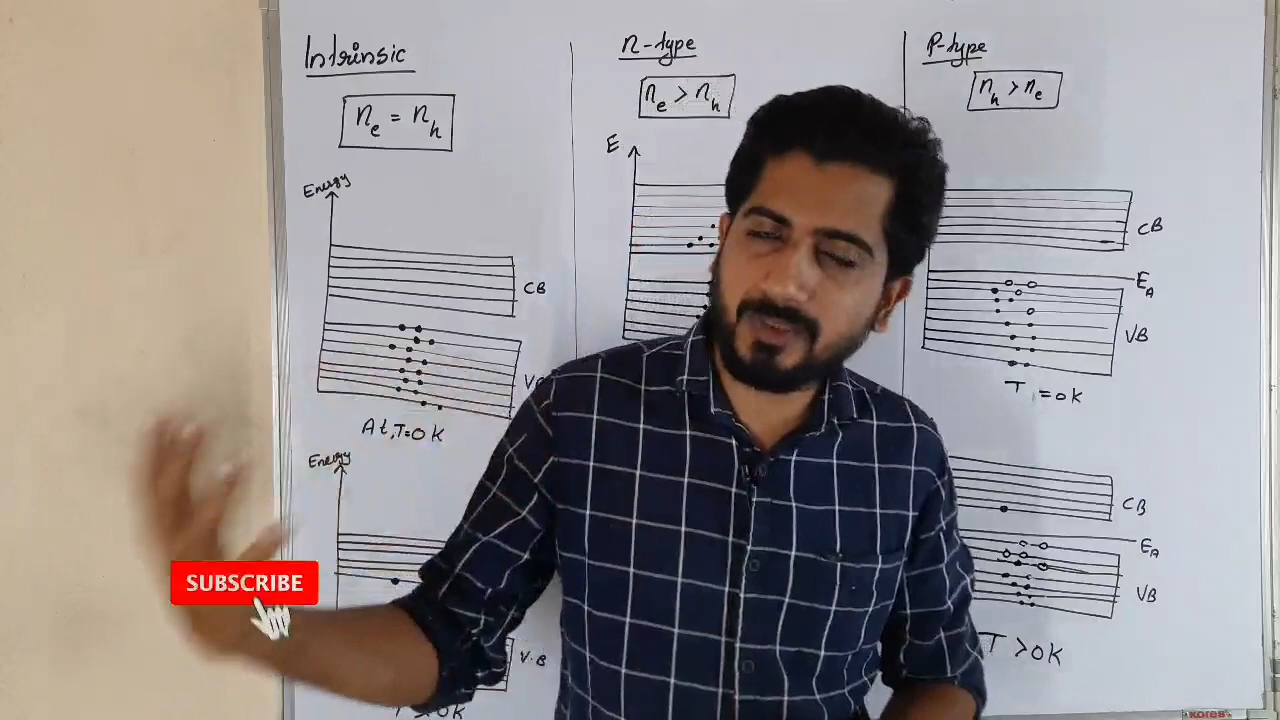 Intrinsic
ne = nh
Energy
CB
At, T=0K
Energy
V.B
n-type
ne > nh
E
P-type
nh > ne
CB
EA
VB
T =0K
CB
EA
VB
T >0K
SUBSCRIBE
kores